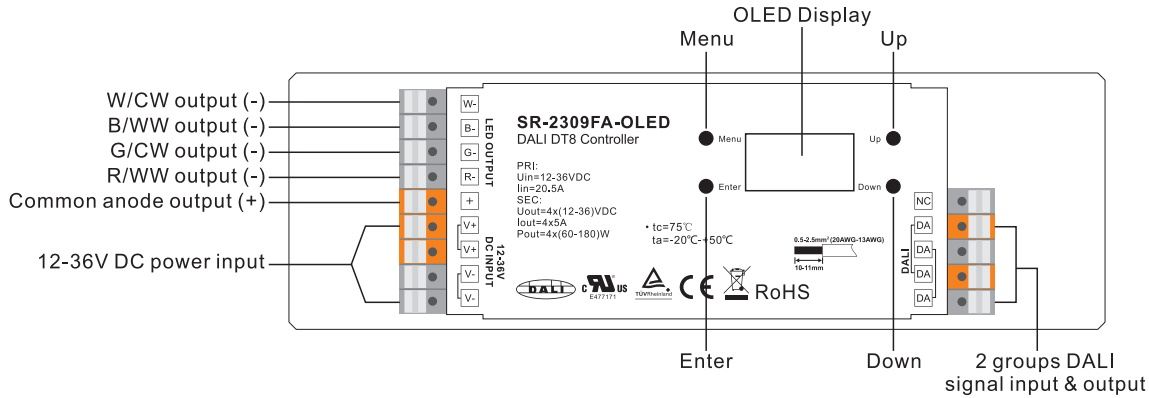 OLED Display
Menu
Up
W/CW output (-)
B/WW output (-)
G/CW output (-)
R/WW output (-)
Common anode output (+)
12-36V DC power input
W-
B-
G-
R-
+
V+
V+
V-
V-
LED OUTPUT
12-36V
DC INPUT
SR-2309FA-OLED
DALI DT8 Controller
PRI:
Uin=12-36VDC
Iin=20.5A
SEC:
Uout=4x(12-36)VDC
Iout=4x5A
Pout=4x(60-180)W
• tc=75℃
ta=-20℃-+50℃
Menu
Enter
Up
Down
0.5-2.5mm² (20AWG-13AWG)
10-11mm
DALI
NC
DA
DA
DA
DA
DALI
C RU US
E477171
TÜVRheinland
CE
RoHS
Enter
Down
2 groups DALI
signal input & output